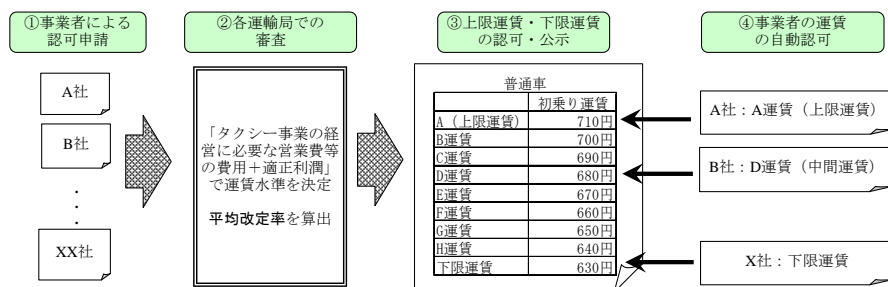 ①事業者による
認可申請
②各運輸局での
審査
③上限運賃・下限運賃
の認可・公示
④事業者の運賃
の自動認可
A社
B社
・
・
・
XX社
「タクシー事業の経
営に必要な営業費等
の費用＋適正利潤」
で運賃水準を決定
平均改定率を算出
普通車
初乗り運賃
A（上限運賃） 710円
B運賃 700円
C運賃 690円
D運賃 680円
E運賃 670円
F運賃 660円
G運賃 650円
H運賃 640円
下限運賃 630円
A社：A運賃（上限運賃）
B社：D運賃（中間運賃）
X社：下限運賃